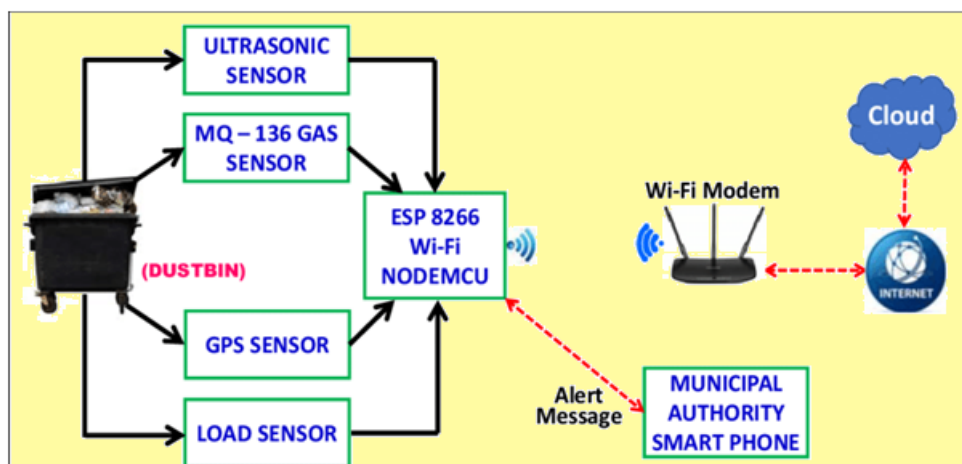 ULTRASONIC
SENSOR
MQ – 136 GAS
SENSOR
(DUSTBIN)
GPS SENSOR
LOAD SENSOR
ESP 8266
Wi-Fi
NODEMCU
Alert
Message
Wi-Fi Modem
Cloud
INTERNET
MUNICIPAL
AUTHORITY
SMART PHONE